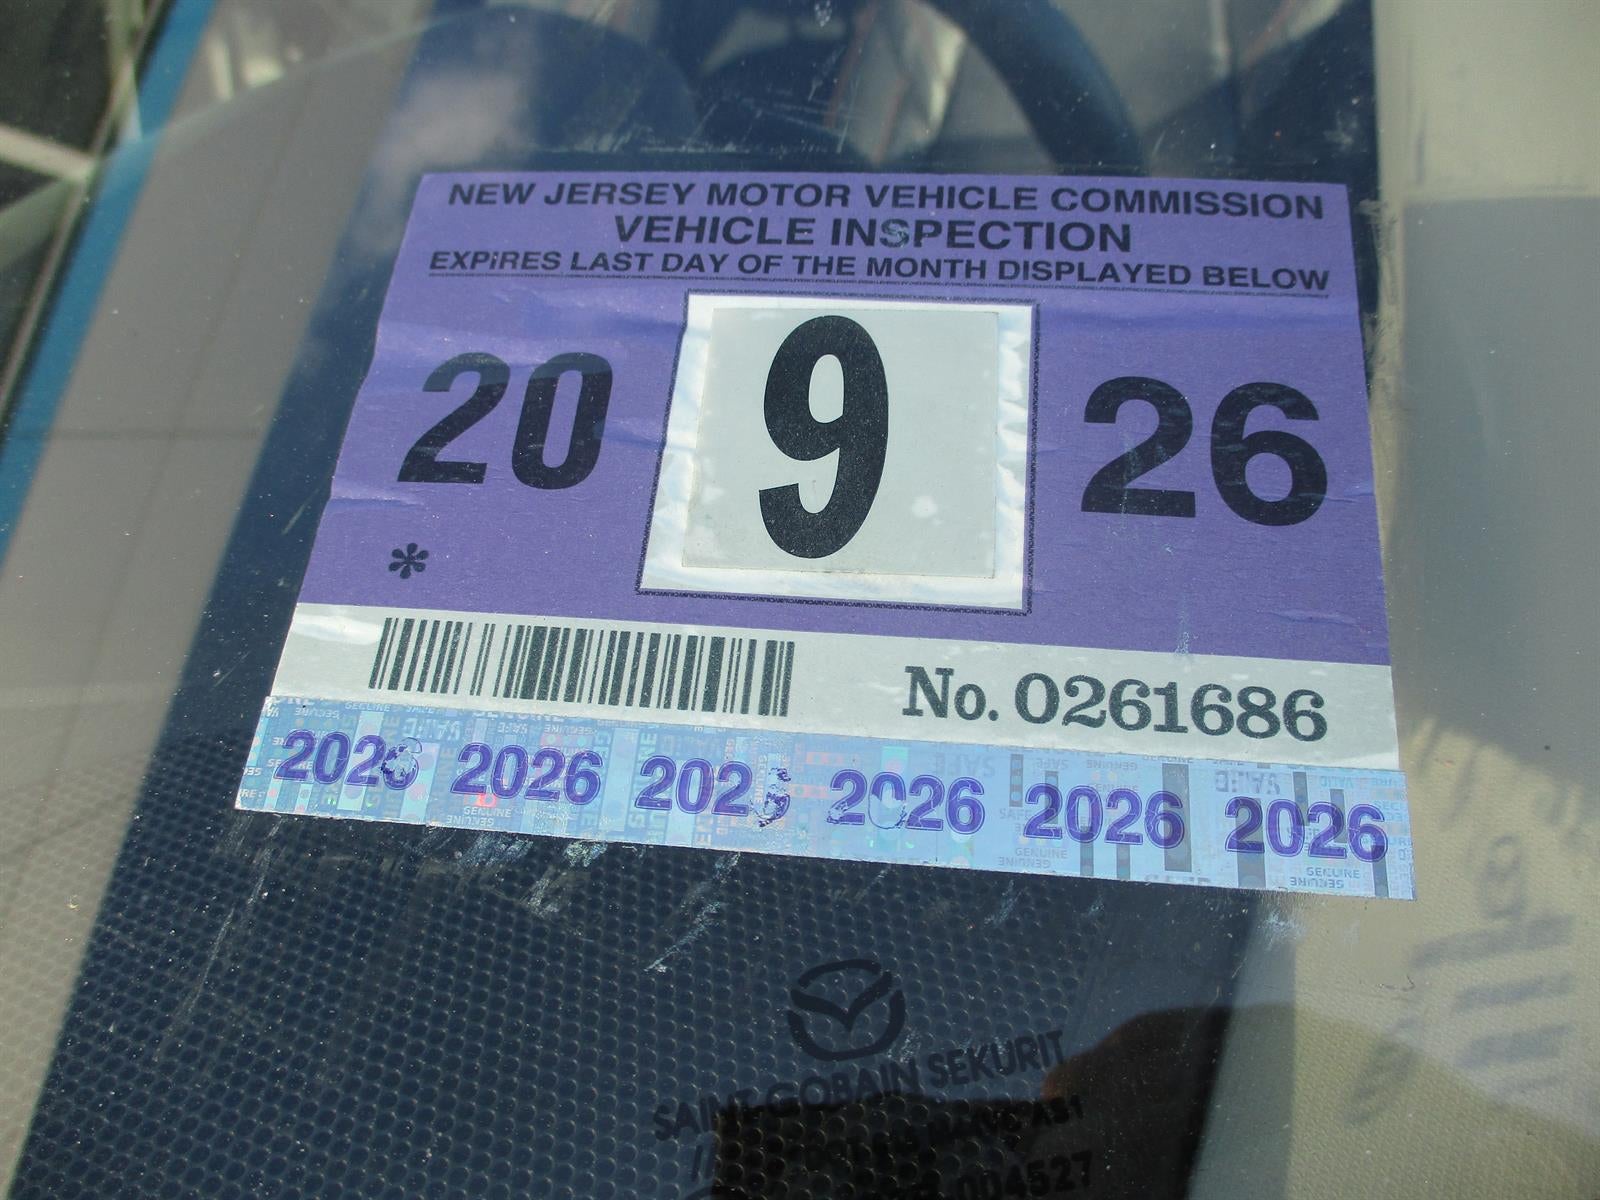 NEW JERSEY MOTOR VEHICLE COMMISSION
VEHICLE INSPECTION
EXPIRES LAST DAY OF THE MONTH DISPLAYED BELOW
20 9 26
*
No. 0261686
2026 2026 2026 2026 2026 2026
SAINT-GOBAIN SEKURIT
004527